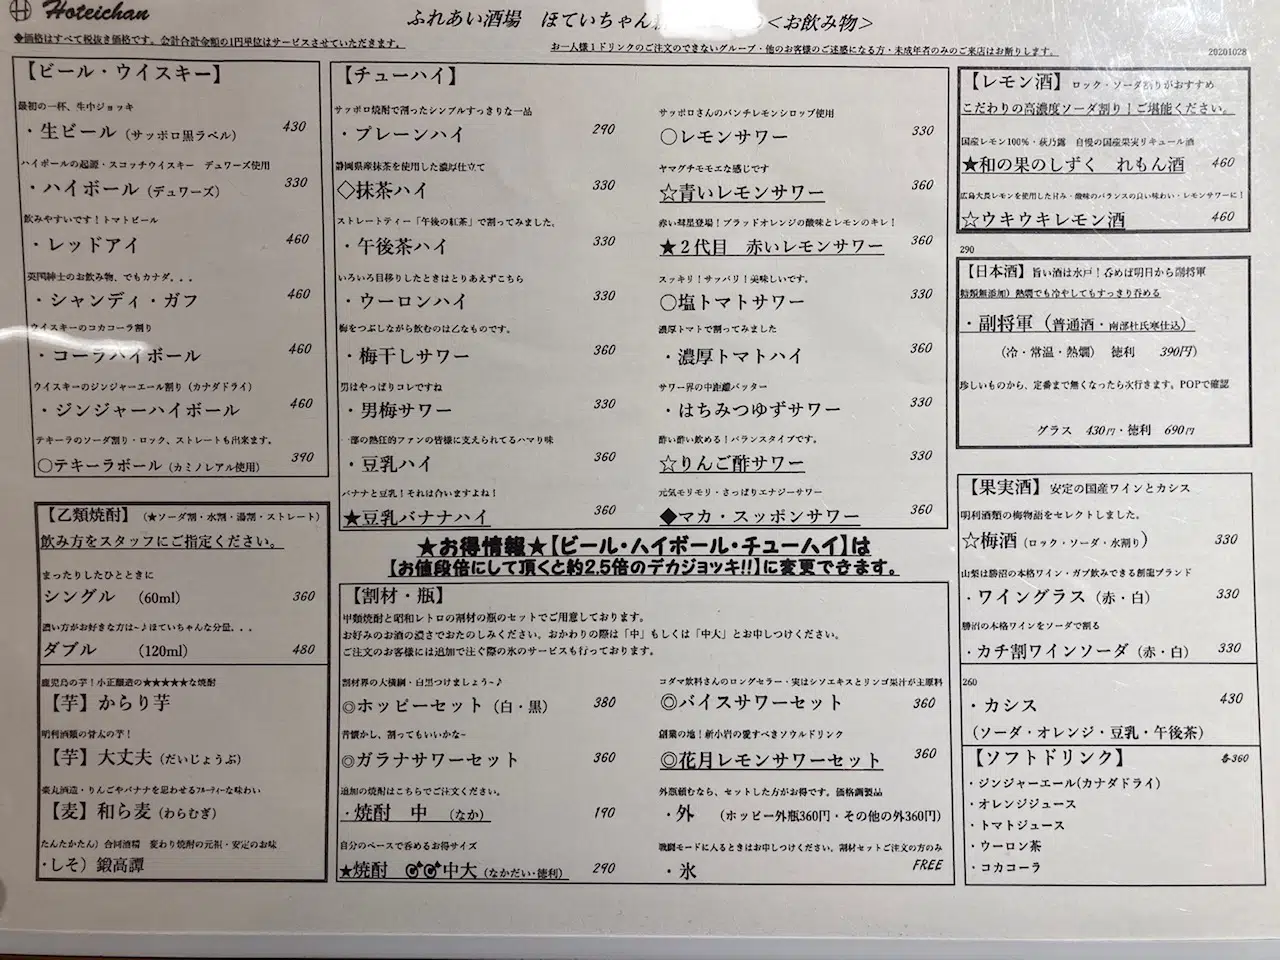 Hoteichan
ふれあい酒場 ほていちゃん
<お飲み物>
◆価格はすべて税抜き価格です。会計合計金額の1円単位はサービスさせていただきます。
お一人様1ドリンクのご注文のできないグループ・他のお客様のご迷惑になる方・未成年者のみのご来店はお断りします。
20201028
【ビール・ウイスキー】
最初の一杯、生中ジョッキ
・生ビール（サッポロ黒ラベル） 430
ハイボールの起源・スコッチウイスキー デュワーズ使用
・ハイボール（デュワーズ） 330
飲みやすいです！トマトビール
・レッドアイ 460
英国紳士のお飲み物、でもカナダ．．．
・シャンディ・ガフ 460
ウイスキーのコカコーラ割り
・コーラハイボール 460
ウイスキーのジンジャーエール割り（カナダドライ）
・ジンジャーハイボール 460
テキーラのソーダ割り・ロック、ストレートも出来ます。
○テキーラボール（カミノレアル使用） 390
【乙類焼酎】（★ソーダ割・水割・湯割・ストレート）
飲み方をスタッフにご指定ください。
まったりしたひとときに
シングル （60ml） 360
濃い方がお好きな方は~♪ほていちゃんな分量．．．
ダブル （120ml） 480
鹿児島の芋！小正醸造の★★★★★な焼酎
【芋】からり芋
明利酒類の骨太の芋！
【芋】大丈夫（だいじょうぶ）
薬丸酒造・りんごやバナナを思わせるフルーティーな味わい
【麦】和ら麦（わらむぎ）
たんたかたん）合同酒精 変わり焼酎の元祖・安定のお味
・しそ）鍛高譚
【チューハイ】
サッポロ焼酎で割ったシンプルすっきりな一品
・プレーンハイ 290
静岡県産抹茶を使用した濃厚仕立て
◇抹茶ハイ 330
ストレートティー「午後の紅茶」で割ってみました。
・午後茶ハイ 330
いろいろ目移りしたときはとりあえずこちら
・ウーロンハイ 330
梅をつぶしながら飲むのは乙なものです。
・梅干しサワー 360
男はやっぱりコレですね
・男梅サワー 330
一部の熱狂的ファンの皆様に支えられてるハマり味
・豆乳ハイ 360
バナナと豆乳！それは合いますよね！
★豆乳バナナハイ 360
サッポロさんのパンチレモンシロップ使用
○レモンサワー 330
ヤマグチモモエな感じです
☆青いレモンサワー 360
赤い彗星登場！ブラッドオレンジの酸味とレモンのキレ！
★2代目 赤いレモンサワー 360
スッキリ！サッパリ！美味しいです。
○塩トマトサワー 330
濃厚トマトで割ってみました
・濃厚トマトハイ 360
サワー界の中距離バッター
・はちみつゆずサワー 330
酢い酢い飲める！バランスタイプです。
☆りんご酢サワー 330
元気モリモリ・さっぱりエナジーサワー
◆マカ・スッポンサワー 360
★お得情報★【ビール・ハイボール・チューハイ】は
【お値段倍にして頂くと約2.5倍のデカジョッキ!!】に変更できます。
【割材・瓶】
甲類焼酎と昭和レトロの割材の瓶のセットでご用意しております。
お好みのお酒の濃さでおたのしみください。おかわりの際は「中」もしくは「中大」とお申しつけください。
ご注文のお客様には追加で注ぐ際の氷のサービスも行っております。
割材界の大横綱・白黒つけましょう~♪
◎ホッピーセット（白・黒） 380
昔懐かし、割ってもいいかな~
◎ガラナサワーセット 360
追加の焼酎はこちらでご注文ください。
・焼酎 中 （なか） 190
自分のペースで呑めるお得サイズ
★焼酎 中大（なかだい・徳利） 290
コダマ飲料さんのロングセラー・実はシソエキスとリンゴ果汁が主原料
◎バイスサワーセット 360
創業の地！新小岩の愛すべきソウルドリンク
◎花月レモンサワーセット 360
外瓶頼むなら、セットした方がお得です。価格調製品
・外 （ホッピー外瓶360円・その他の外360円）
戦闘モードに入るときはお申しつけください。割材セットご注文の方のみ
・氷 FREE
【レモン酒】ロック・ソーダ割りがおすすめ
こだわりの高濃度ソーダ割り！ご堪能ください。
国産レモン100%・萩乃露 自慢の国産果実リキュール酒
★和の果のしずく れもん酒 460
広島大長レモンを使用した甘み・酸味のバランスの良い味わい・レモンサワーに！
☆ウキウキレモン酒 460
290
【日本酒】旨い酒は水戸！呑めば明日から副将軍
糖類無添加）熱燗でも冷やしてもすっきり呑める
・副将軍（普通酒・南部杜氏寒仕込）
（冷・常温・熱燗） 徳利 390円）
珍しいものから、定番まで無くなったら次行きます。POPで確認
グラス 430円・徳利 690円
【果実酒】安定の国産ワインとカシス
明利酒類の梅物語をセレクトしました。
☆梅酒（ロック・ソーダ・水割り） 330
山梨は勝沼の本格ワイン・ガブ飲みできる創龍ブランド
・ワイングラス（赤・白） 330
勝沼の本格ワインをソーダで割る
・カチ割ワインソーダ（赤・白） 330
260
・カシス 430
（ソーダ・オレンジ・豆乳・午後茶）
【ソフトドリンク】 各360
・ジンジャーエール(カナダドライ）
・オレンジジュース
・トマトジュース
・ウーロン茶
・コカコーラ